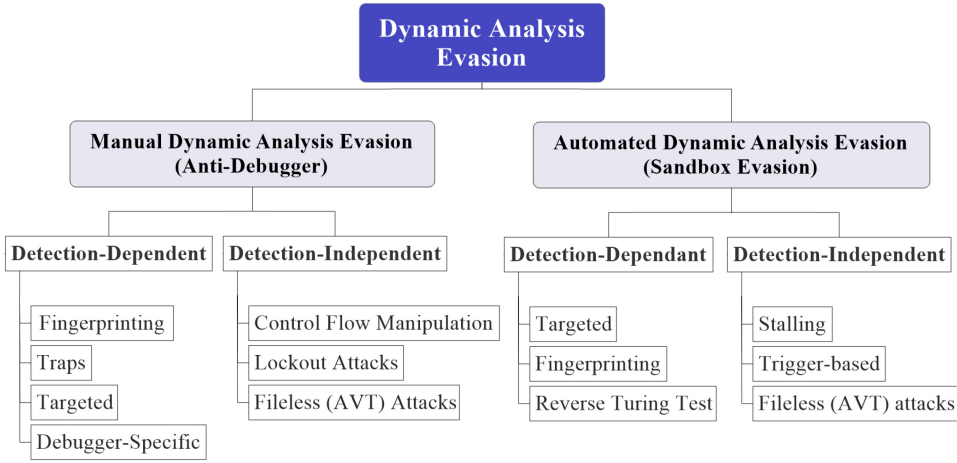 Dynamic Analysis
Evasion
Manual Dynamic Analysis Evasion
(Anti-Debugger)
Automated Dynamic Analysis Evasion
(Sandbox Evasion)
Detection-Dependent
Fingerprinting
Traps
Targeted
Debugger-Specific
Detection-Independent
Control Flow Manipulation
Lockout Attacks
Fileless (AVT) Attacks
Detection-Dependant
Targeted
Fingerprinting
Reverse Turing Test
Detection-Independent
Stalling
Trigger-based
Fileless (AVT) attacks